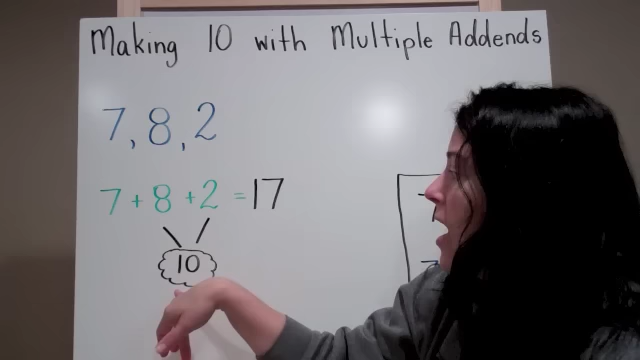 Making 10 with Multiple Addends
7, 8, 2
7 + 8 + 2 = 17
10